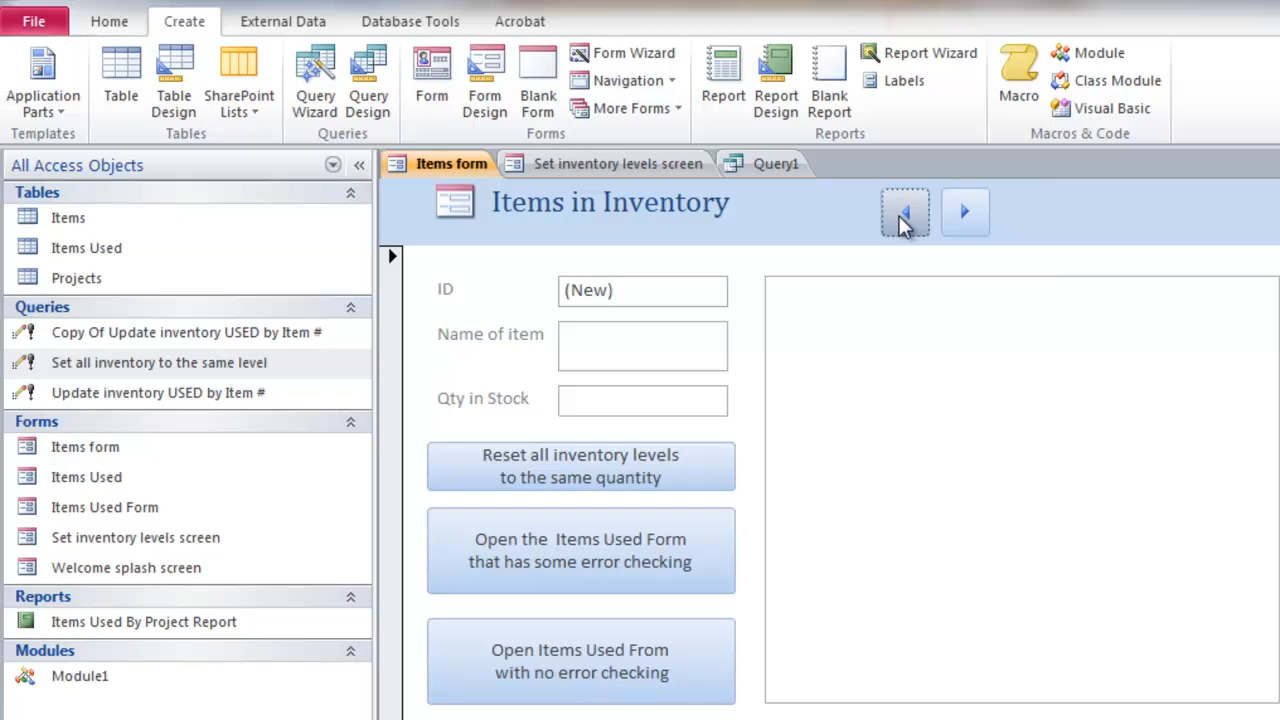 File Home Create External Data Database Tools Acrobat
Application Parts
Table
Table Design
SharePoint Lists
Query Wizard
Query Design
Form
Form Design
Blank Form
Form Wizard
Navigation
More Forms
Report
Report Design
Blank Report
Report Wizard
Labels
Macro
Module
Class Module
Visual Basic
Templates Tables Queries Forms Reports Macros & Code
All Access Objects
Tables
Items
Items Used
Projects
Queries
Copy Of Update inventory USED by Item #
Set all inventory to the same level
Update inventory USED by Item #
Forms
Items form
Items Used
Items Used Form
Set inventory levels screen
Welcome splash screen
Reports
Items Used By Project Report
Modules
Module1
Items form Set inventory levels screen Query1
Items in Inventory
ID (New)
Name of item
Qty in Stock
Reset all inventory levels
to the same quantity
Open the Items Used Form
that has some error checking
Open Items Used From
with no error checking